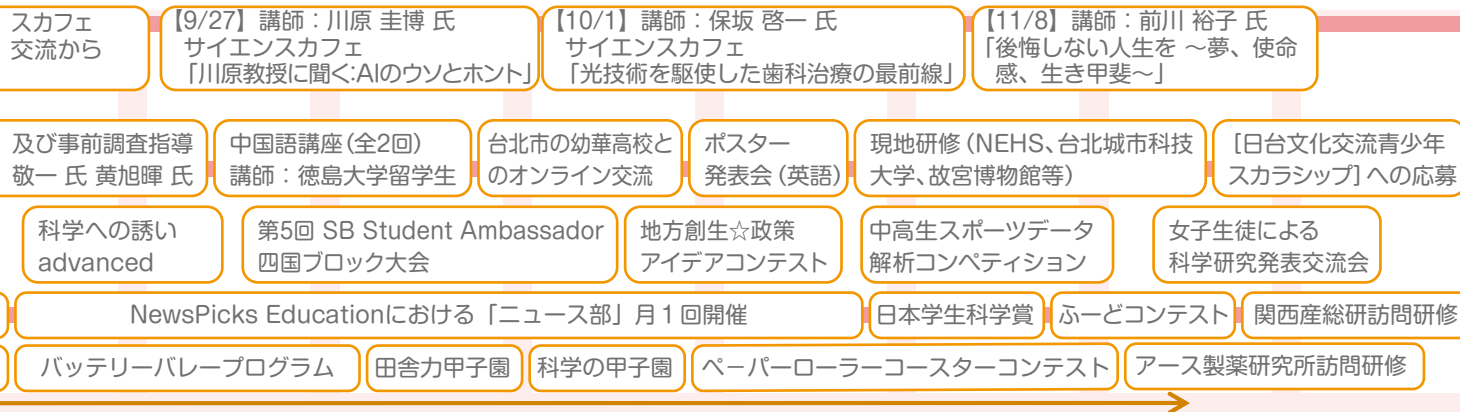 スカフェ
交流から
【9/27】講師：川原 圭博 氏
サイエンスカフェ
「川原教授に聞く：AIのウソとホント」
【10/1】講師：保坂 啓一 氏
サイエンスカフェ
「光技術を駆使した歯科治療の最前線」
【11/8】講師：前川 裕子 氏
「後悔しない人生を ～夢、使命
感、生き甲斐～」
及び事前調査指導
敬一 氏 黄旭暉 氏
中国語講座（全2回）
講師：徳島大学留学生
台北市の幼華高校と
のオンライン交流
ポスター
発表会（英語）
現地研修（NEHS、台北城市科技
大学、故宮博物館等）
［日台文化交流青少年
スカラシップ］への応募
科学への誘い
advanced
第5回 SB Student Ambassador
四国ブロック大会
地方創生☆政策
アイデアコンテスト
中高生スポーツデータ
解析コンペティション
女子生徒による
科学研究発表交流会
NewsPicks Educationにおける「ニュース部」月１回開催
日本学生科学賞
ふーどコンテスト
関西産総研訪問研修
バッテリーバレープログラム
田舎力甲子園
科学の甲子園
ペーパーローラーコースターコンテスト
アース製薬研究所訪問研修